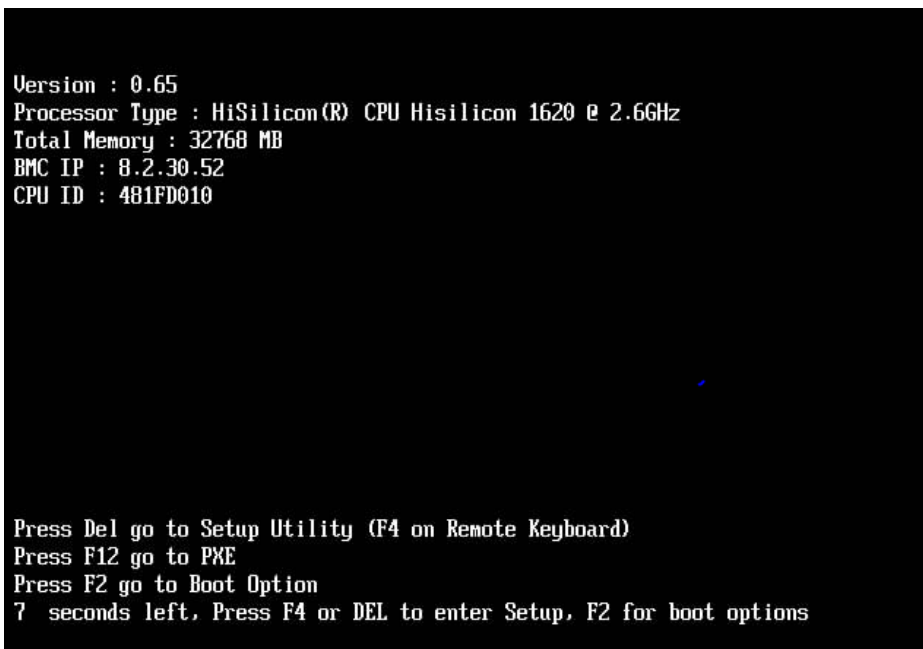 Version : 0.65
Processor Type : HiSilicon(R) CPU Hisilicon 1620 @ 2.6GHz
Total Memory : 32768 MB
BMC IP : 8.2.30.52
CPU ID : 481FD010
Press Del go to Setup Utility (F4 on Remote Keyboard)
Press F12 go to PXE
Press F2 go to Boot Option
7 seconds left, Press F4 or DEL to enter Setup, F2 for boot options